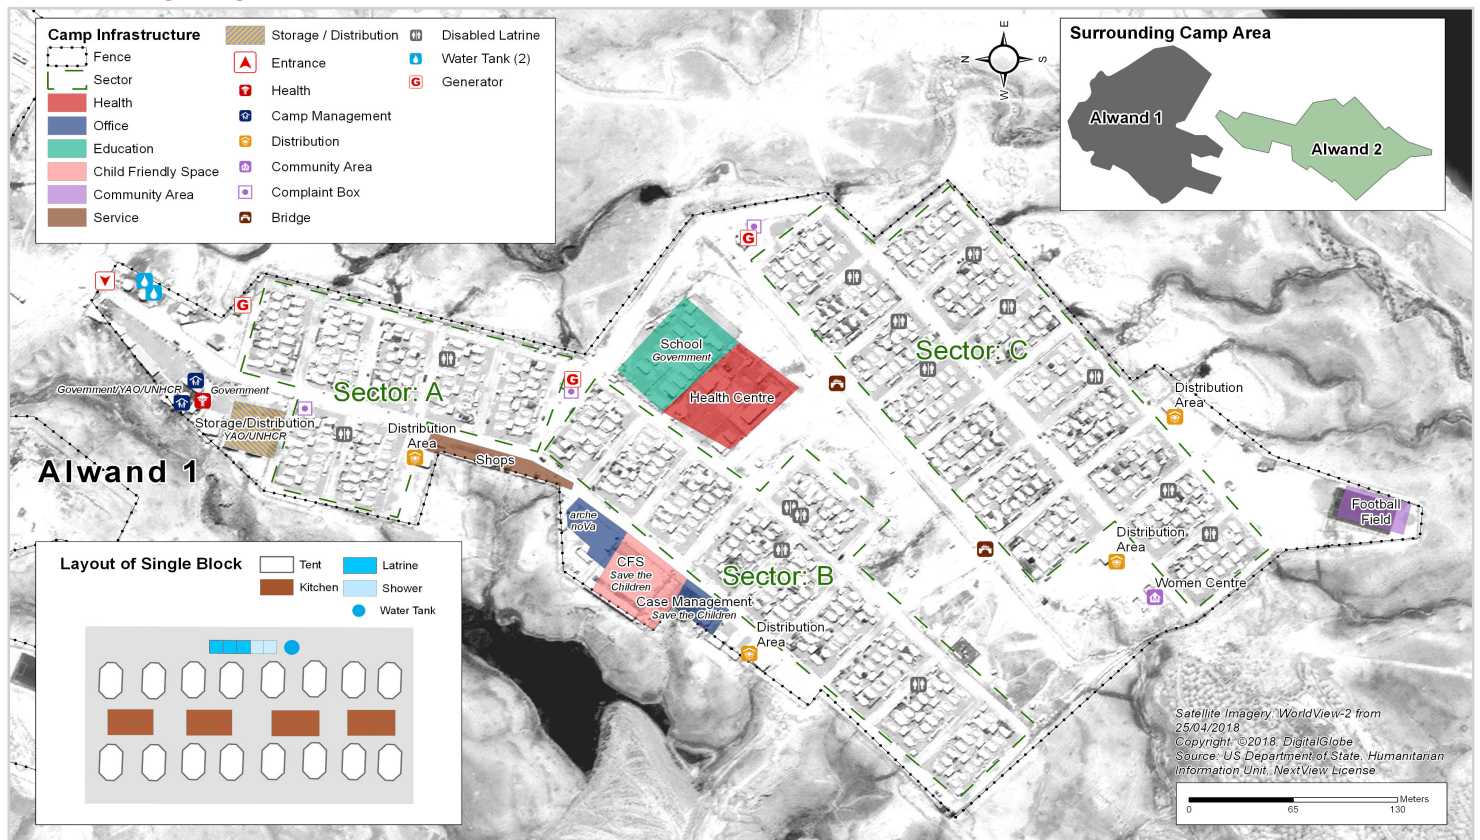 Camp Infrastructure
Fence
Sector
Health
Office
Education
Child Friendly Space
Community Area
Service
Storage / Distribution
Entrance
Health
Camp Management
Distribution
Community Area
Complaint Box
Bridge
Disabled Latrine
Water Tank (2)
G Generator
E
N
S
W
Surrounding Camp Area
Alwand 1
Alwand 2
G
G
G
School
Government
Health Centre
Sector: C
Sector: A
Government/YAO/UNHCR
Government
Storage/Distribution
YAO/UNHCR
Distribution
Area
Shops
Distribution
Area
Alwand 1
Football
Field
arche
noVa
CFS
Save the
Children
Sector: B
Case Management
Save the Children
Distribution
Area
Distribution
Area
Women Centre
Layout of Single Block
Tent
Kitchen
Latrine
Shower
Water Tank
Satellite Imagery: WorldView-2 from
25/04/2018
Copyright: ©2018, DigitalGlobe
Source: US Department of State, Humanitarian
Information Unit, NextView License
Meters
0
65
130